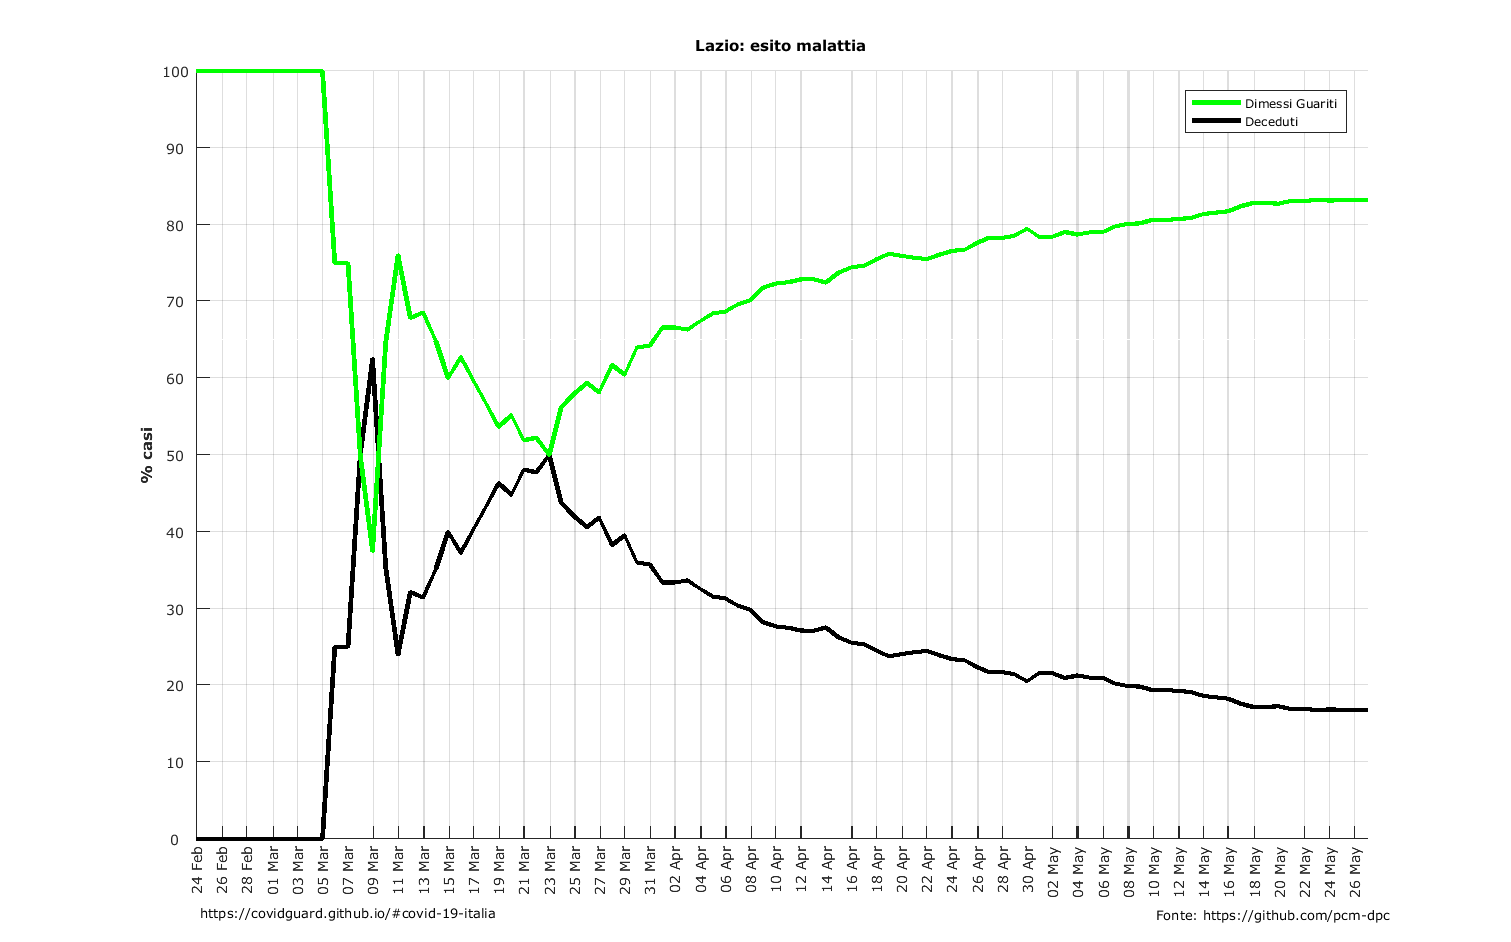 Lazio: esito malattia
100
90
80
70
60
50
40
30
20
10
0
% casi
Dimessi Guariti
Deceduti
24 Feb
26 Feb
28 Feb
01 Mar
03 Mar
05 Mar
07 Mar
09 Mar
11 Mar
13 Mar
15 Mar
17 Mar
19 Mar
21 Mar
23 Mar
25 Mar
27 Mar
29 Mar
31 Mar
02 Apr
04 Apr
06 Apr
08 Apr
10 Apr
12 Apr
14 Apr
16 Apr
18 Apr
20 Apr
22 Apr
24 Apr
26 Apr
28 Apr
30 Apr
02 May
04 May
06 May
08 May
10 May
12 May
14 May
16 May
18 May
20 May
22 May
24 May
26 May
https://covidguard.github.io/#covid-19-italia
Fonte: https://github.com/pcm-dpc